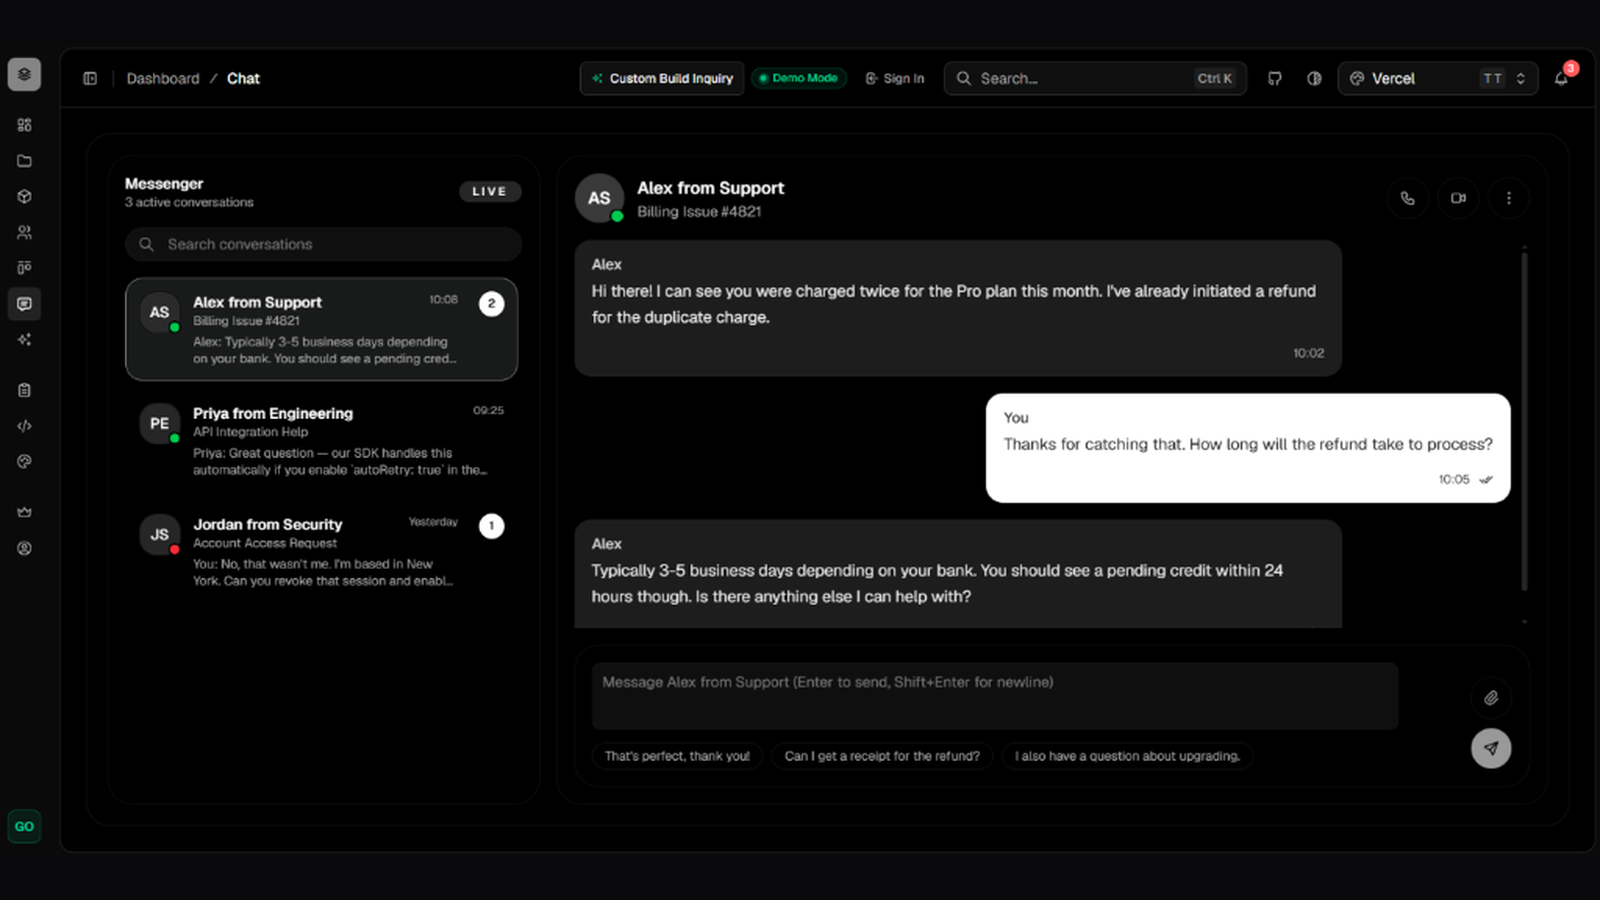 Dashboard / Chat
Custom Build Inquiry
Demo Mode
Sign In
Search...
Ctrl K
Vercel
TT
3
Messenger
3 active conversations
LIVE
Search conversations
AS
Alex from Support
10:08
2
Billing Issue #4821
Alex: Typically 3-5 business days depending
on your bank. You should see a pending cred...
PE
Priya from Engineering
09:25
API Integration Help
Priya: Great question — our SDK handles this
automatically if you enable `autoRetry: true` in the...
JS
Jordan from Security
Yesterday
1
Account Access Request
You: No, that wasn't me. I'm based in New
York. Can you revoke that session and enabl...
GO
AS
Alex from Support
Billing Issue #4821
Alex
Hi there! I can see you were charged twice for the Pro plan this month. I've already initiated a refund
for the duplicate charge.
10:02
You
Thanks for catching that. How long will the refund take to process?
10:05
Alex
Typically 3-5 business days depending on your bank. You should see a pending credit within 24
hours though. Is there anything else I can help with?
Message Alex from Support (Enter to send, Shift+Enter for newline)
That's perfect, thank you!
Can I get a receipt for the refund?
I also have a question about upgrading.